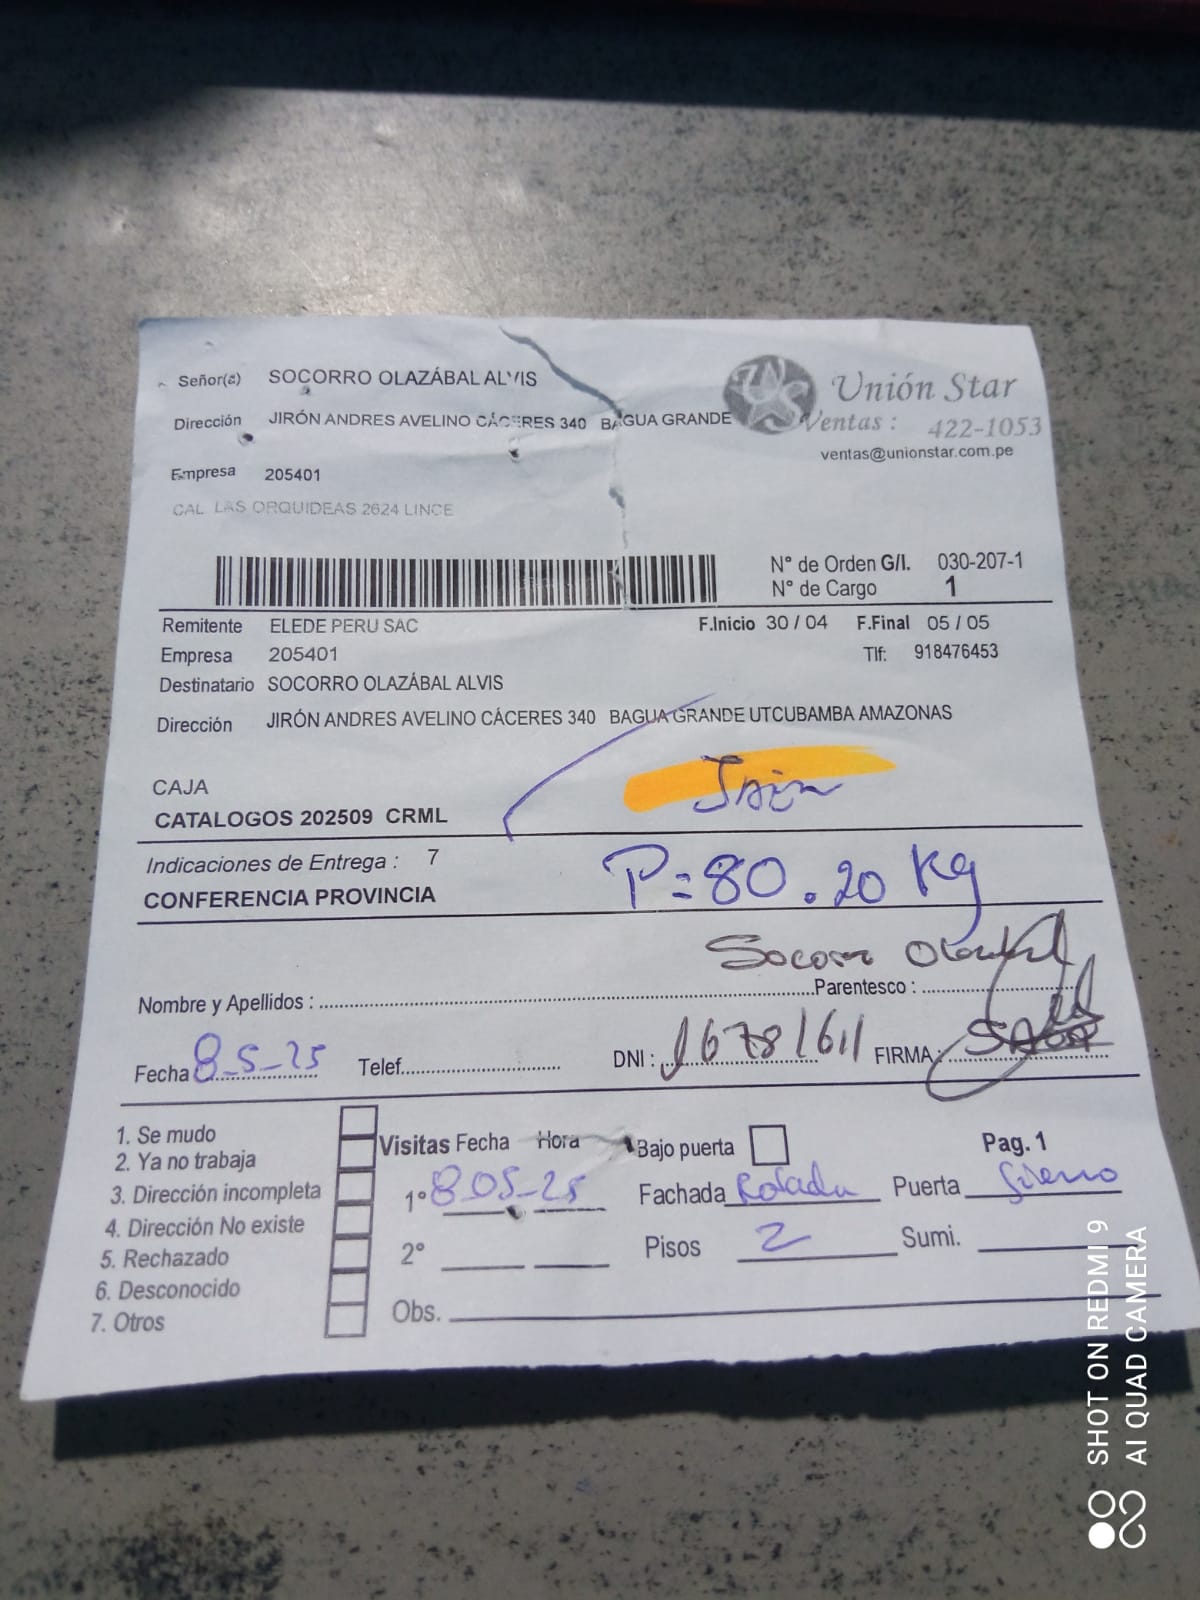 Señor(a) SOCORRO OLAZÁBAL ALVIS
Unión Star
Dirección JIRÓN ANDRES AVELINO CÁCERES 340 BAGUA GRANDE
Ventas : 422-1053
ventas@unionstar.com.pe
Empresa 205401
CAL LAS ORQUIDEAS 2624 LINCE
N° de Orden G/I. 030-207-1
N° de Cargo 1
Remitente ELEDE PERU SAC F.Inicio 30 / 04 F.Final 05 / 05
Empresa 205401 Tlf: 918476453
Destinatario SOCORRO OLAZÁBAL ALVIS
Dirección JIRÓN ANDRES AVELINO CÁCERES 340 BAGUA GRANDE UTCUBAMBA AMAZONAS
CAJA Jaen
CATALOGOS 202509 CRML
Indicaciones de Entrega : 7
P=80.20 Kg
CONFERENCIA PROVINCIA
Socorro
Nombre y Apellidos : Parentesco :
Fecha 8-5-25 Telef. DNI : FIRMA:
1. Se mudo
2. Ya no trabaja
3. Dirección incompleta
4. Dirección No existe
5. Rechazado
6. Desconocido
7. Otros
Visitas Fecha Hora Bajo puerta Pag. 1
1° 8-05-25 Fachada Puerta
2° Pisos 2 Sumi.
Obs.
SHOT ON REDMI 9
AI QUAD CAMERA